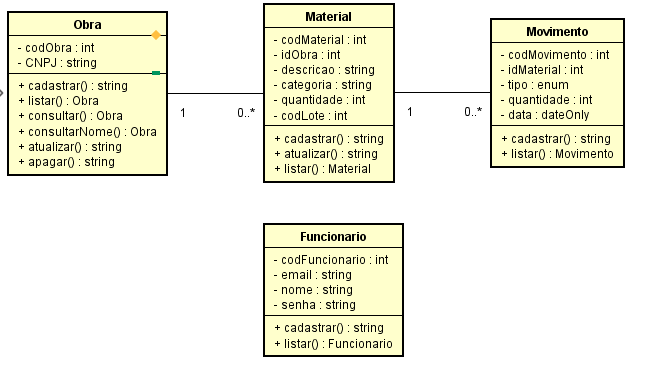 Obra
- codObra : int
- CNPJ : string
+ cadastrar() : string
+ listar() : Obra
+ consultar() : Obra
+ consultarNome() : Obra
+ atualizar() : string
+ apagar() : string
1
0..*
Material
- codMaterial : int
- idObra : int
- descricao : string
- categoria : string
- quantidade : int
- codLote : int
+ cadastrar() : string
+ atualizar() : string
+ listar() : Material
1
0..*
Movimento
- codMovimento : int
- idMaterial : int
- tipo : enum
- quantidade : int
- data : dateOnly
+ cadastrar() : string
+ listar() : Movimento
Funcionario
- codFuncionario : int
- email : string
- nome : string
- senha : string
+ cadastrar() : string
+ listar() : Funcionario